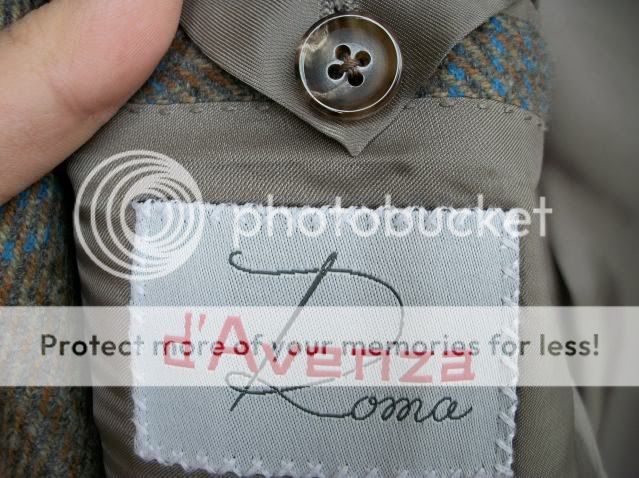 photobucket
Protect more of your memories for less!
d'Avenza
Roma